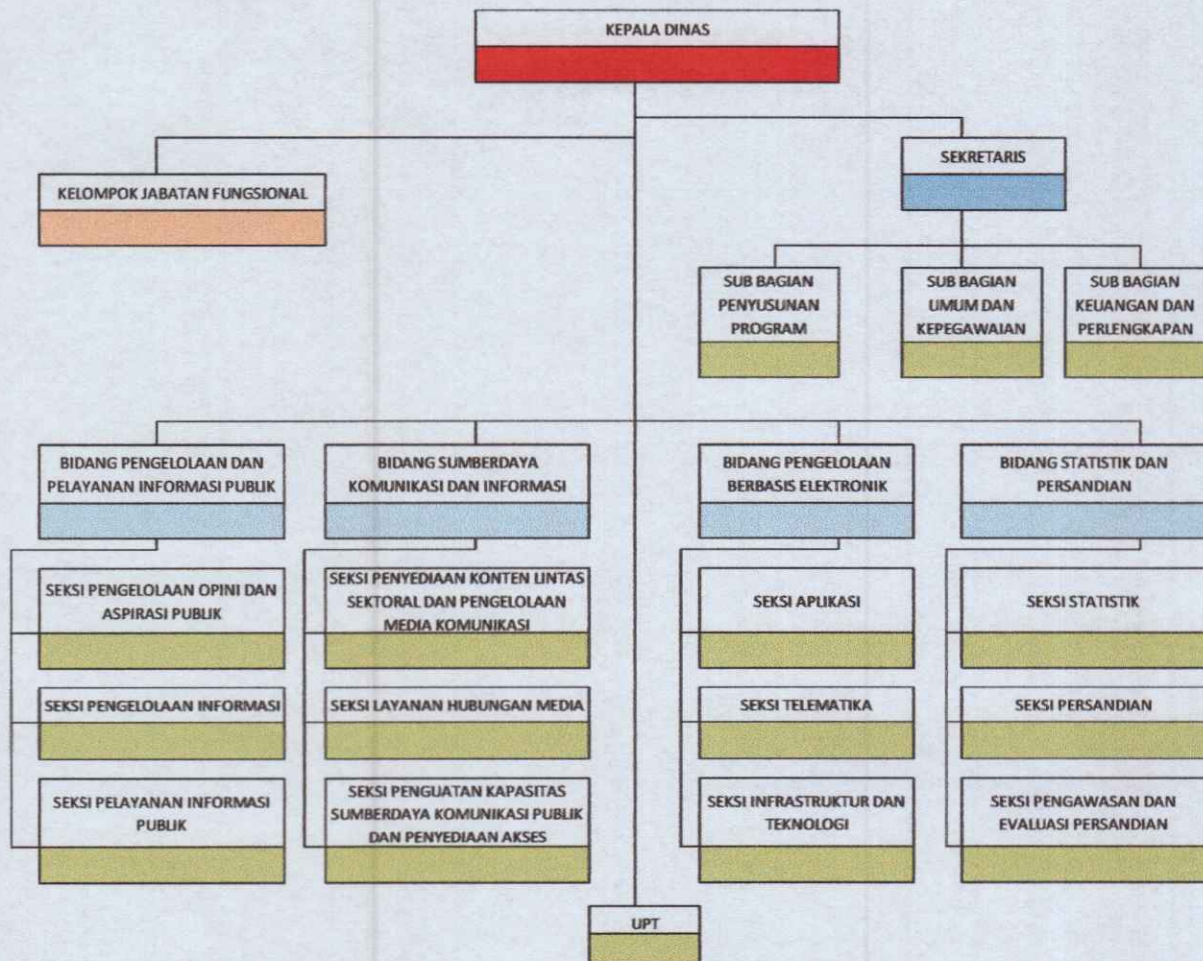 KEPALA DINAS
SEKRETARIS
KELOMPOK JABATAN FUNGSIONAL
SUB BAGIAN
PENYUSUNAN
PROGRAM
SUB BAGIAN
UMUM DAN
KEPEGAWAIAN
SUB BAGIAN
KEUANGAN DAN
PERLENGKAPAN
BIDANG PENGELOLAAN DAN
PELAYANAN INFORMASI PUBLIK
BIDANG SUMBERDAYA
KOMUNIKASI DAN INFORMASI
BIDANG PENGELOLAAN
BERBASIS ELEKTRONIK
BIDANG STATISTIK DAN
PERSANDIAN
SEKSI PENGELOLAAN OPINI DAN
ASPIRASI PUBLIK
SEKSI PENYEDIAAN KONTEN LINTAS
SEKTORAL DAN PENGELOLAAN
MEDIA KOMUNIKASI
SEKSI APLIKASI
SEKSI STATISTIK
SEKSI PENGELOLAAN INFORMASI
SEKSI LAYANAN HUBUNGAN MEDIA
SEKSI TELEMATIKA
SEKSI PERSANDIAN
SEKSI PELAYANAN INFORMASI
PUBLIK
SEKSI PENGUATAN KAPASITAS
SUMBERDAYA KOMUNIKASI PUBLIK
DAN PENYEDIAAN AKSES
SEKSI INFRASTRUKTUR DAN
TEKNOLOGI
SEKSI PENGAWASAN DAN
EVALUASI PERSANDIAN
UPT